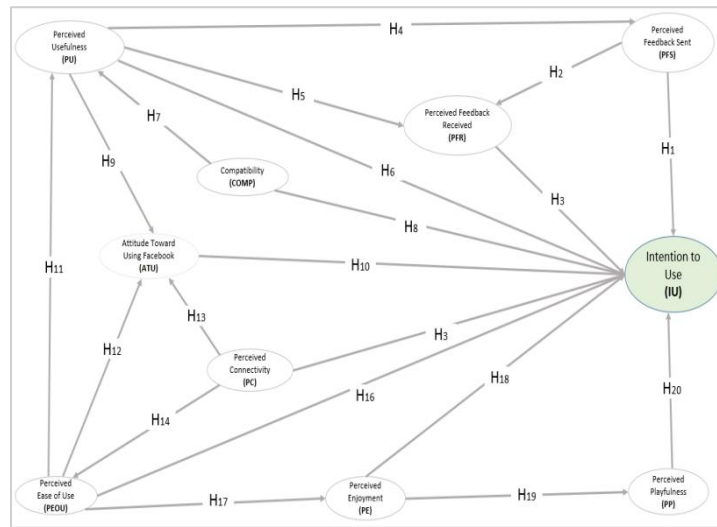 H4
Perceived
Usefulness
(PU)
Perceived
Feedback Sent
(PFS)
H2
H5
Perceived Feedback
Received
(PFR)
H7
H1
H9
H6
Compatibility
(COMP)
H3
H8
Attitude Toward
Using Facebook
(ATU)
H10
Intention to
Use
(IU)
H11
H13
H12
H3
Perceived
Connectivity
(PC)
H18
H16
H20
H14
Perceived
Ease of Use
(PEOU)
H17
Perceived
Enjoyment
(PE)
H19
Perceived
Playfulness
(PP)